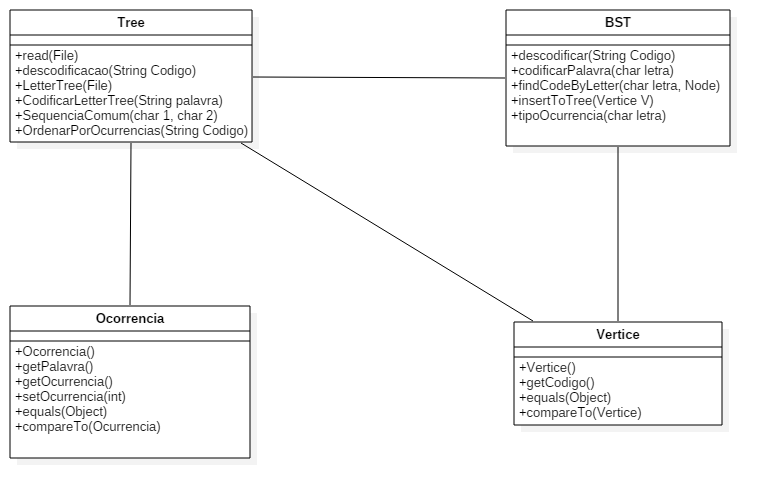 Tree
+read(File)
+descodificacao(String Codigo)
+LetterTree(File)
+CodificarLetterTree(String palavra)
+SequenciaComum(char 1, char 2)
+OrdenarPorOcurrencias(String Codigo)
BST
+descodificar(String Codigo)
+codificarPalavra(char letra)
+findCodeByLetter(char letra, Node)
+insertToTree(Vertice V)
+tipoOcurrencia(char letra)
Ocorrencia
+Ocorrencia()
+getPalavra()
+getOcurrencia()
+setOcurrencia(int)
+equals(Object)
+compareTo(Ocurrencia)
Vertice
+Vertice()
+getCodigo()
+equals(Object)
+compareTo(Vertice)